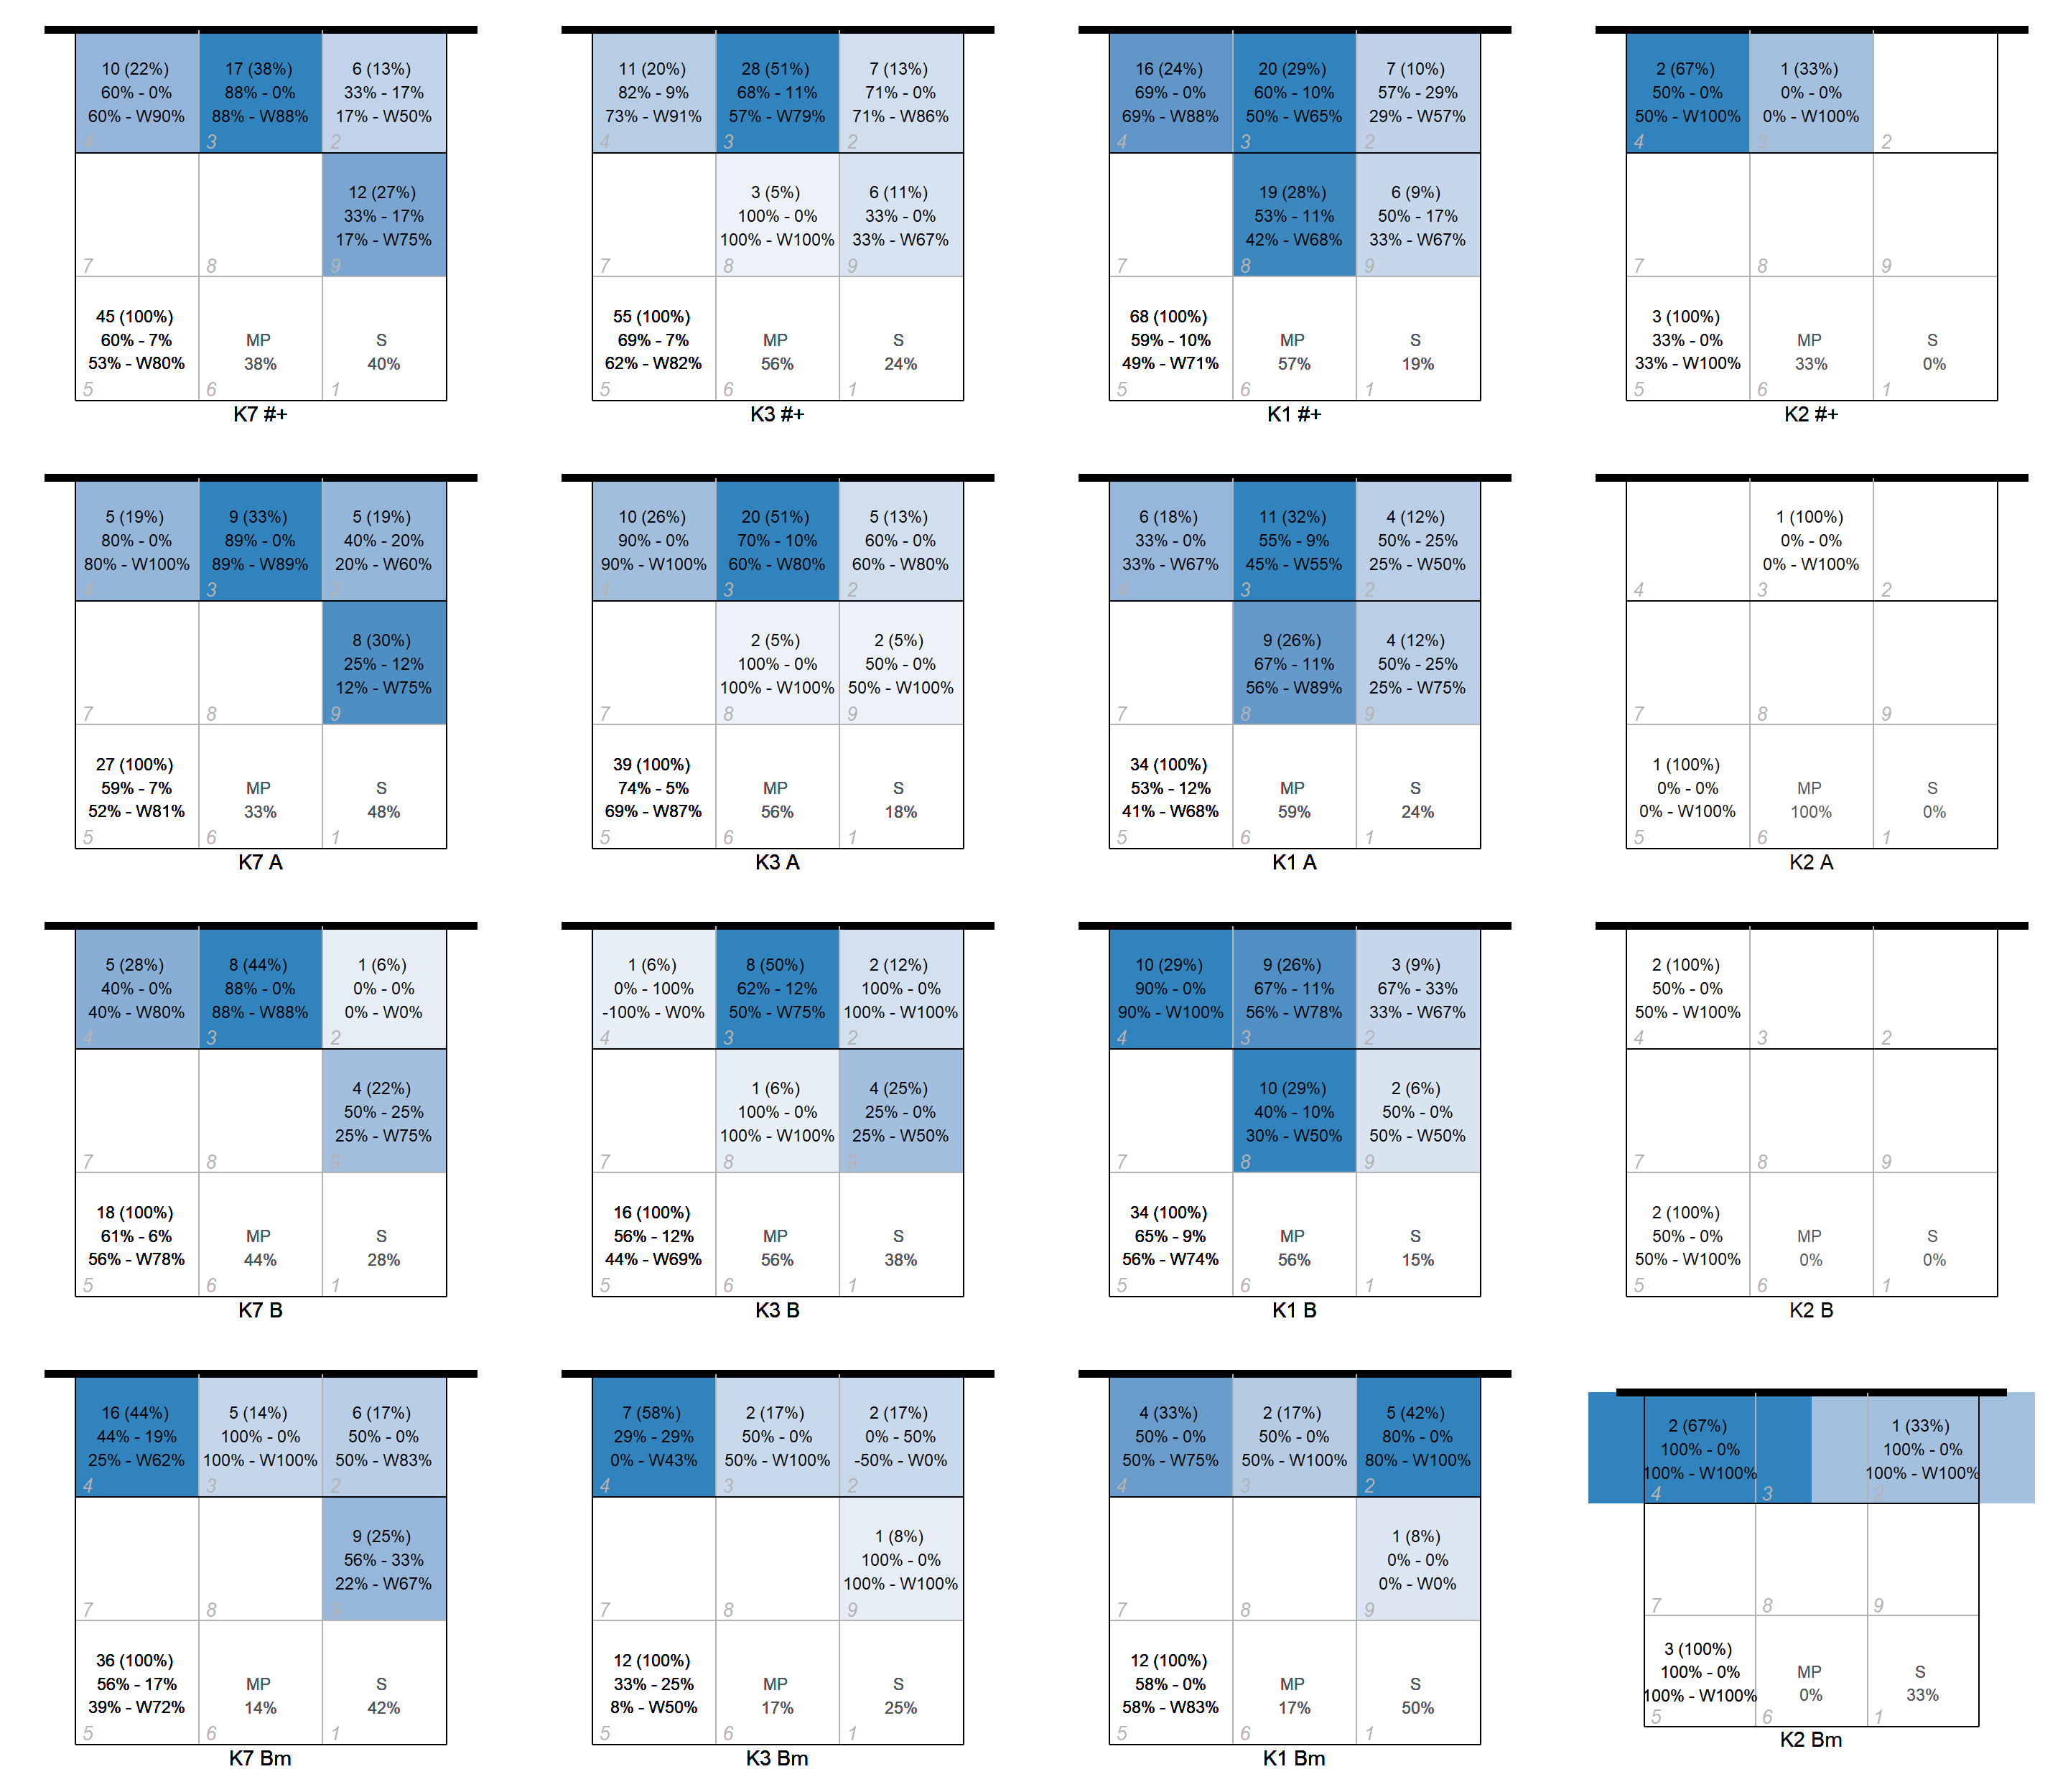 10 (22%)
60% - 0%
60% - W90%
4
17 (38%)
88% - 0%
88% - W88%
3
6 (13%)
33% - 17%
17% - W50%
2
7
8
12 (27%)
33% - 17%
17% - W75%
9
45 (100%)
60% - 7%
53% - W80%
5
MP
38%
6
S
40%
1
K7 #+
11 (20%)
82% - 9%
73% - W91%
4
28 (51%)
68% - 11%
57% - W79%
3
7 (13%)
71% - 0%
71% - W86%
2
7
3 (5%)
100% - 0%
100% - W100%
8
6 (11%)
33% - 0%
33% - W67%
9
55 (100%)
69% - 7%
62% - W82%
5
MP
56%
6
S
24%
1
K3 #+
16 (24%)
69% - 0%
69% - W88%
4
20 (29%)
60% - 10%
50% - W65%
3
7 (10%)
57% - 29%
29% - W57%
2
7
19 (28%)
53% - 11%
42% - W68%
8
6 (9%)
50% - 17%
33% - W67%
9
68 (100%)
59% - 10%
49% - W71%
5
MP
57%
6
S
19%
1
K1 #+
2 (67%)
50% - 0%
50% - W100%
4
1 (33%)
0% - 0%
0% - W100%
3
2
7
8
9
3 (100%)
33% - 0%
33% - W100%
5
MP
33%
6
S
0%
1
K2 #+
5 (19%)
80% - 0%
80% - W100%
4
9 (33%)
89% - 0%
89% - W89%
3
5 (19%)
40% - 20%
20% - W60%
2
7
8
8 (30%)
25% - 12%
12% - W75%
9
27 (100%)
59% - 7%
52% - W81%
5
MP
33%
6
S
48%
1
K7 A
10 (26%)
90% - 0%
90% - W100%
4
20 (51%)
70% - 10%
60% - W80%
3
5 (13%)
60% - 0%
60% - W80%
2
7
2 (5%)
100% - 0%
100% - W100%
8
2 (5%)
50% - 0%
50% - W100%
9
39 (100%)
74% - 5%
69% - W87%
5
MP
56%
6
S
18%
1
K3 A
6 (18%)
33% - 0%
33% - W67%
4
11 (32%)
55% - 9%
45% - W55%
3
4 (12%)
50% - 25%
25% - W50%
2
7
9 (26%)
67% - 11%
56% - W89%
8
4 (12%)
50% - 25%
25% - W75%
9
34 (100%)
53% - 12%
41% - W68%
5
MP
59%
6
S
24%
1
K1 A
4
1 (100%)
0% - 0%
0% - W100%
3
2
7
8
9
1 (100%)
0% - 0%
0% - W100%
5
MP
100%
6
S
0%
1
K2 A
5 (28%)
40% - 0%
40% - W80%
4
8 (44%)
88% - 0%
88% - W88%
3
1 (6%)
0% - 0%
0% - W0%
2
7
8
4 (22%)
50% - 25%
25% - W75%
9
18 (100%)
61% - 6%
56% - W78%
5
MP
44%
6
S
28%
1
K7 B
1 (6%)
0% - 100%
-100% - W0%
4
8 (50%)
62% - 12%
50% - W75%
3
2 (12%)
100% - 0%
100% - W100%
2
7
1 (6%)
100% - 0%
100% - W100%
8
4 (25%)
25% - 0%
25% - W50%
9
16 (100%)
56% - 12%
44% - W69%
5
MP
56%
6
S
38%
1
K3 B
10 (29%)
90% - 0%
90% - W100%
4
9 (26%)
67% - 11%
56% - W78%
3
3 (9%)
67% - 33%
33% - W67%
2
7
10 (29%)
40% - 10%
30% - W50%
8
2 (6%)
50% - 0%
50% - W50%
9
34 (100%)
65% - 9%
56% - W74%
5
MP
56%
6
S
15%
1
K1 B
2 (100%)
50% - 0%
50% - W100%
4
3
2
7
8
9
2 (100%)
50% - 0%
50% - W100%
5
MP
0%
6
S
0%
1
K2 B
16 (44%)
44% - 19%
25% - W62%
4
5 (14%)
100% - 0%
100% - W100%
3
6 (17%)
50% - 0%
50% - W83%
2
7
8
9 (25%)
56% - 33%
22% - W67%
9
36 (100%)
56% - 17%
39% - W72%
5
MP
14%
6
S
42%
1
K7 Bm
7 (58%)
29% - 29%
0% - W43%
4
2 (17%)
50% - 0%
50% - W100%
3
2 (17%)
0% - 50%
-50% - W0%
2
7
8
1 (8%)
100% - 0%
100% - W100%
9
12 (100%)
33% - 25%
8% - W50%
5
MP
17%
6
S
25%
1
K3 Bm
4 (33%)
50% - 0%
50% - W75%
4
2 (17%)
50% - 0%
50% - W100%
3
5 (42%)
80% - 0%
80% - W100%
2
7
8
1 (8%)
0% - 0%
0% - W0%
9
12 (100%)
58% - 0%
58% - W83%
5
MP
17%
6
S
50%
1
K1 Bm
2 (67%)
100% - 0%
100% - W100%
4
3
1 (33%)
100% - 0%
100% - W100%
2
7
8
9
3 (100%)
100% - 0%
100% - W100%
5
MP
0%
6
S
33%
1
K2 Bm